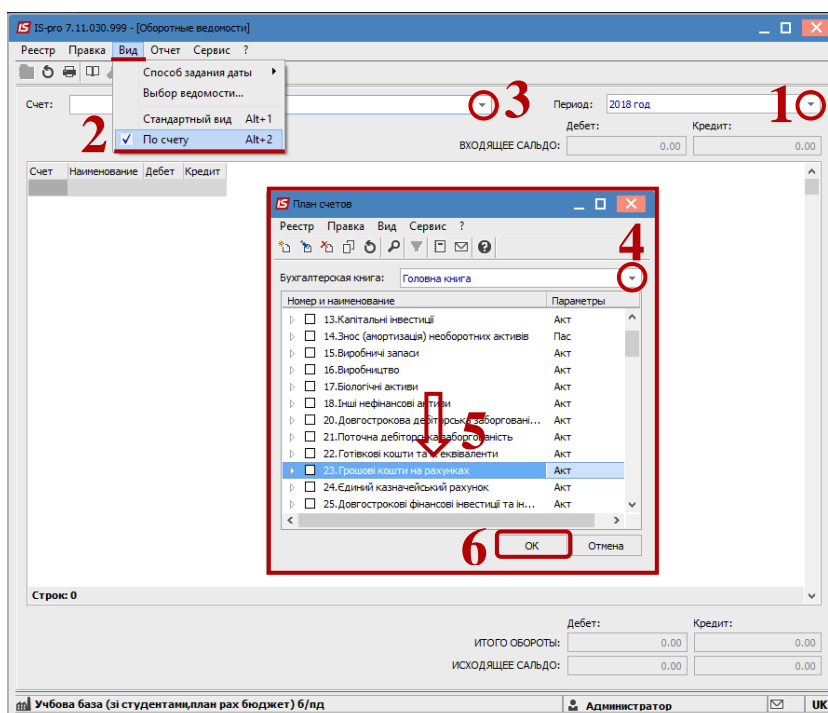 IS-pro 7.11.030.999 - [Оборотные ведомости]
Реестр Правка Вид Отчет Сервис ?
Способ задания даты
Выбор ведомости...
Стандартный вид Alt+1
По счету Alt+2
Счет:
Период: 2018 год
1
2
3
Дебет: Кредит:
ВХОДЯЩЕЕ САЛЬДО: 0.00 0.00
Счет Наименование Дебет Кредит
План счетов
Реестр Правка Вид Сервис ?
4
Бухгалтерская книга: Головна книга
Номер и наименование Параметры
13.Капітальні інвестиції Акт
14.Знос (амортизація) необоротних активів Пас
15.Виробничі запаси Акт
16.Виробництво Акт
17.Біологічні активи Акт
18.Інші нефінансові активи Акт
20.Довгострокова дебіторська заборговані... Акт
21.Поточна дебіторська заборгованість Акт
5
22.Готівкові кошти та еквіваленти Акт
23.Грошові кошти на рахунках Акт
24.Єдиний казначейський рахунок Акт
25.Довгострокові фінансові інвестиції та ін... Акт
6
OK Отмена
Строк: 0
Дебет: Кредит:
ИТОГО ОБОРОТЫ: 0.00 0.00
ИСХОДЯЩЕЕ САЛЬДО: 0.00 0.00
Учбова база (зі студентами,план рах бюджет) б/пд Администратор UK